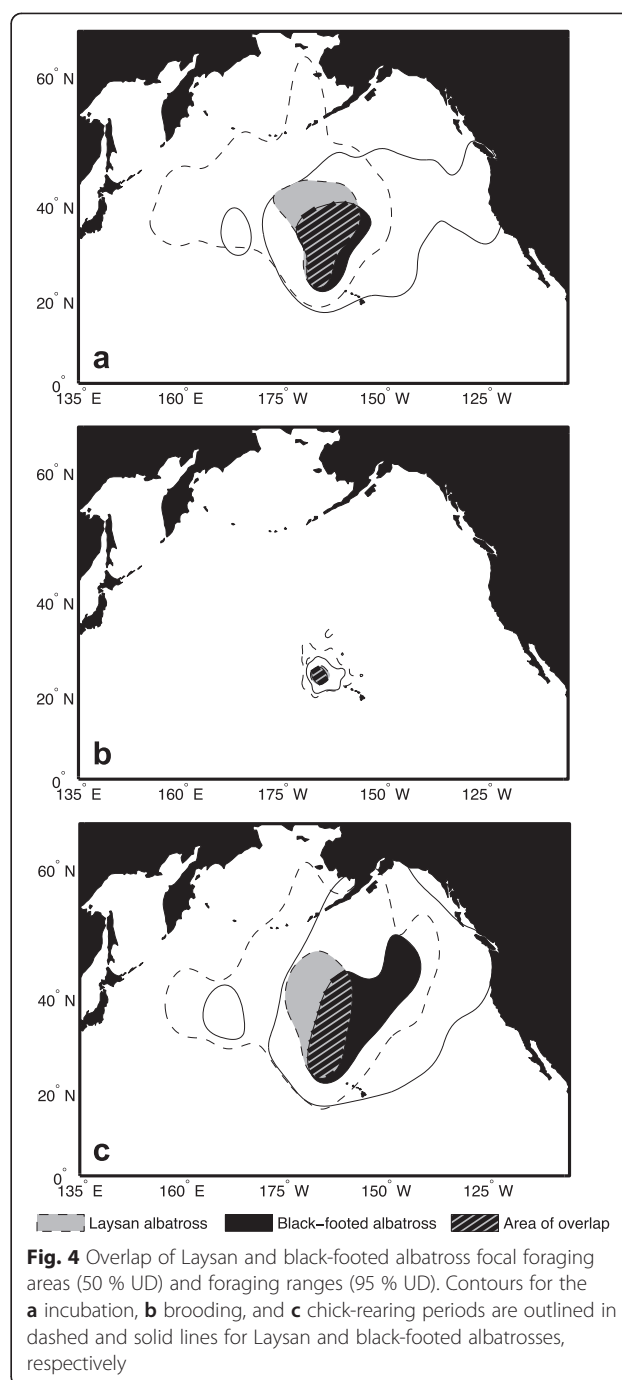 60° N
40° N
20° N
a
0°
135° E 160° E 175° W 150° W 125° W
60° N
40° N
20° N
b
0°
135° E 160° E 175° W 150° W 125° W
60° N
40° N
20° N
c
0°
135° E 160° E 175° W 150° W 125° W
Laysan albatross Black-footed albatross Area of overlap
Fig. 4 Overlap of Laysan and black-footed albatross focal foraging
areas (50 % UD) and foraging ranges (95 % UD). Contours for the
a incubation, b brooding, and c chick-rearing periods are outlined in
dashed and solid lines for Laysan and black-footed albatrosses,
respectively